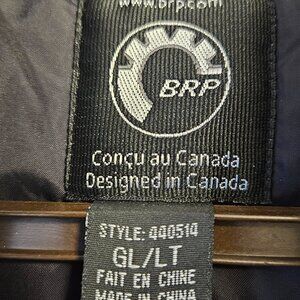 www.brp.com
BRP
Conçu au Canada
Designed in Canada
STYLE: 440514
GL/LT
FAIT EN CHINE
MADE IN CHINA